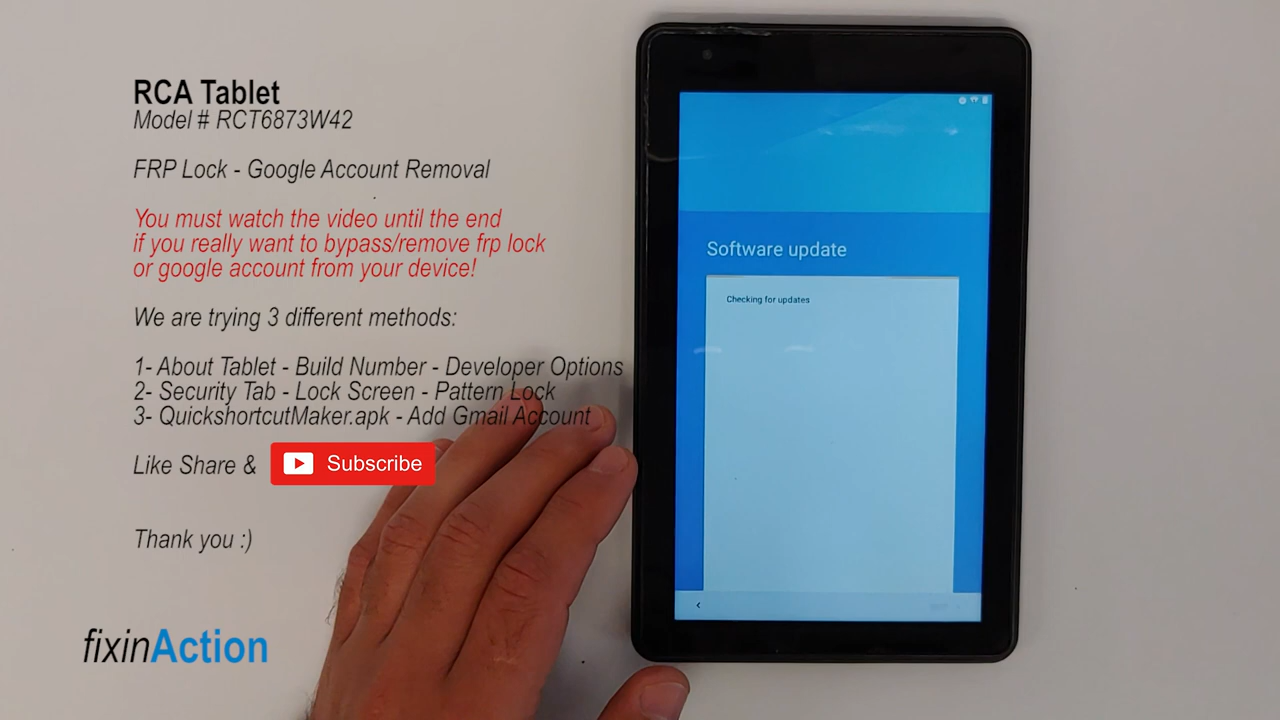 RCA Tablet
Model # RCT6873W42
FRP Lock - Google Account Removal
You must watch the video until the end
if you really want to bypass/remove frp lock
or google account from your device!
We are trying 3 different methods:
1- About Tablet - Build Number - Developer Options
2- Security Tab - Lock Screen - Pattern Lock
3- QuickshortcutMaker.apk - Add Gmail Account
Like Share & Subscribe
Thank you :)
fixinAction
Software update
Checking for updates